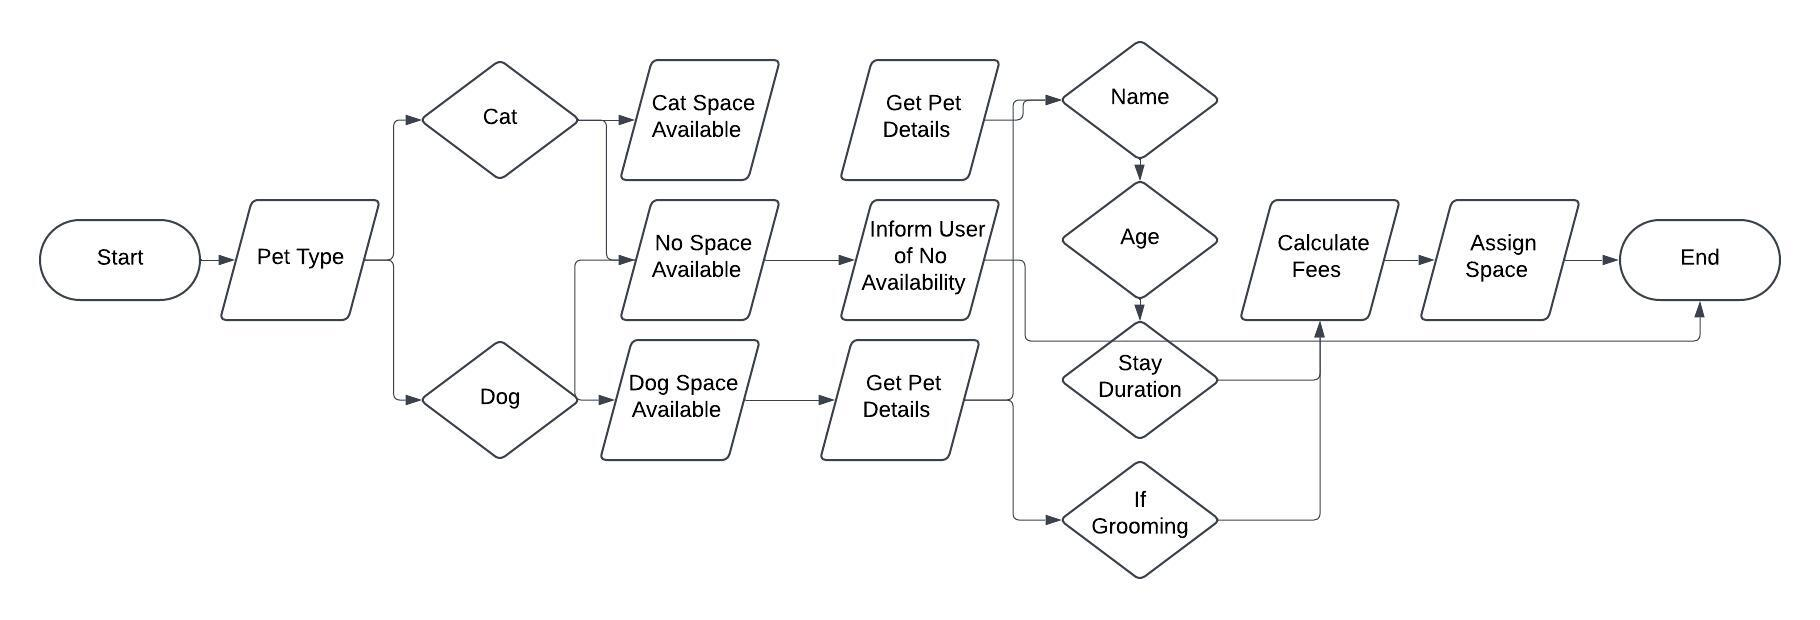 Start
Pet Type
Cat
Dog
Cat Space
Available
No Space
Available
Dog Space
Available
Get Pet
Details
Inform User
of No
Availability
Get Pet
Details
Name
Age
Stay
Duration
If
Grooming
Calculate
Fees
Assign
Space
End